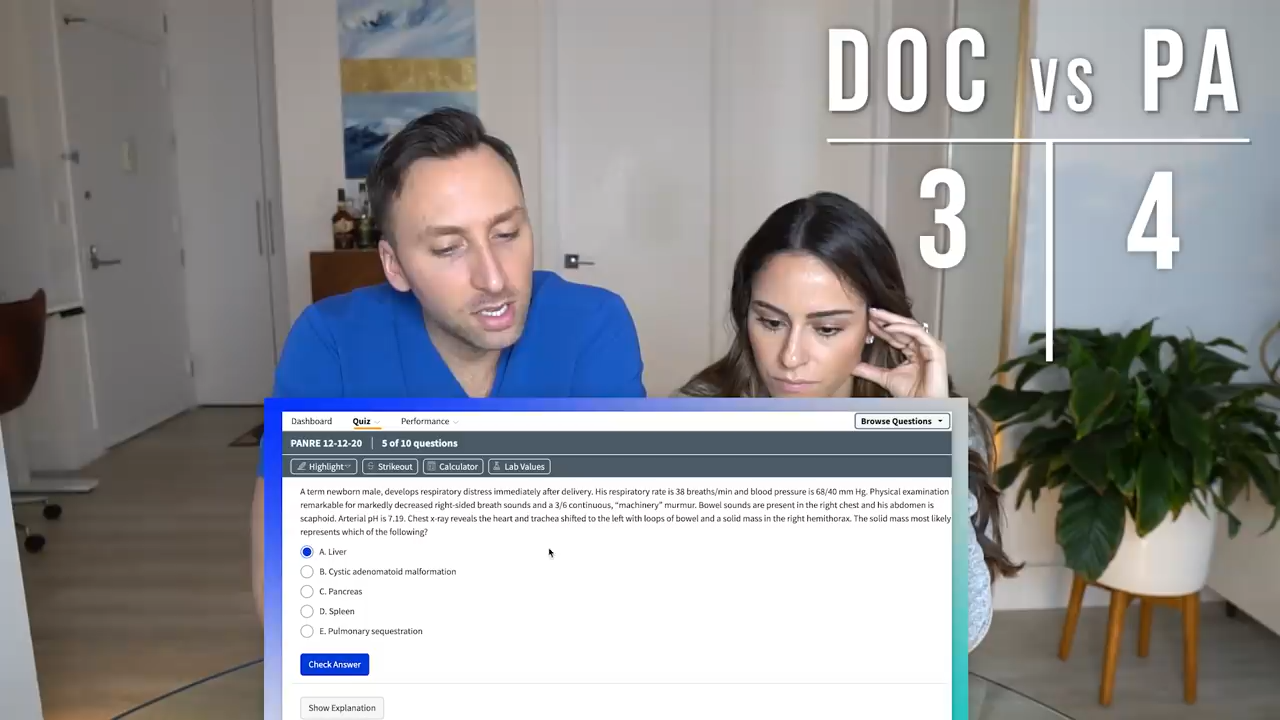 DOC VS PA
3 4
Dashboard Quiz Performance Browse Questions
PANRE 12-12-20 | 5 of 10 questions
Highlight Strikeout Calculator Lab Values
A term newborn male, develops respiratory distress immediately after delivery. His respiratory rate is 38 breaths/min and blood pressure is 68/40 mm Hg. Physical examination
remarkable for markedly decreased right-sided breath sounds and a 3/6 continuous, “machinery” murmur. Bowel sounds are present in the right chest and his abdomen is
scaphoid. Arterial pH is 7.19. Chest x-ray reveals the heart and trachea shifted to the left with loops of bowel and a solid mass in the right hemithorax. The solid mass most likely
represents which of the following?
A. Liver
B. Cystic adenomatoid malformation
C. Pancreas
D. Spleen
E. Pulmonary sequestration
Check Answer
Show Explanation